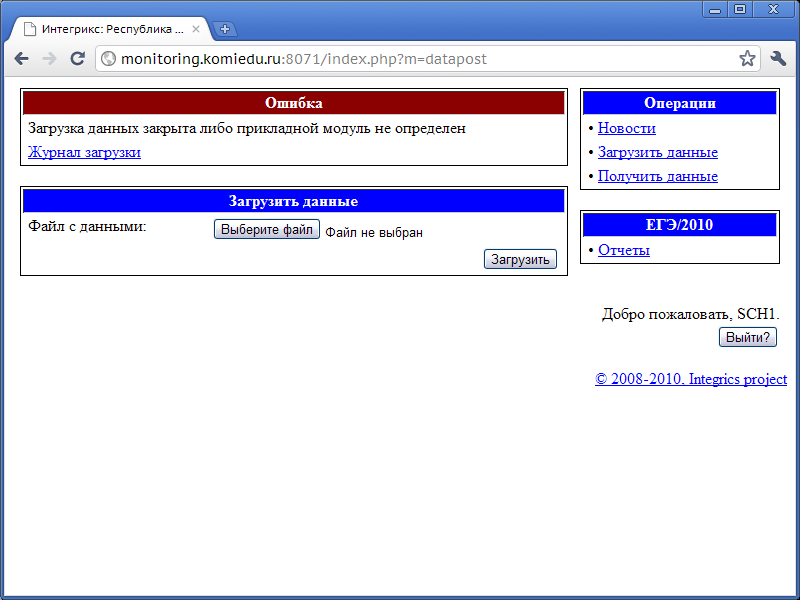 Интегрикс: Республика ...
monitoring.komiedu.ru:8071/index.php?m=datapost
Ошибка
Загрузка данных закрыта либо прикладной модуль не определен
Журнал загрузки
Загрузить данные
Файл с данными: Выберите файл Файл не выбран
Загрузить
Операции
• Новости
• Загрузить данные
• Получить данные
ЕГЭ/2010
• Отчеты
Добро пожаловать, SCH1.
Выйти?
© 2008-2010. Integrics project